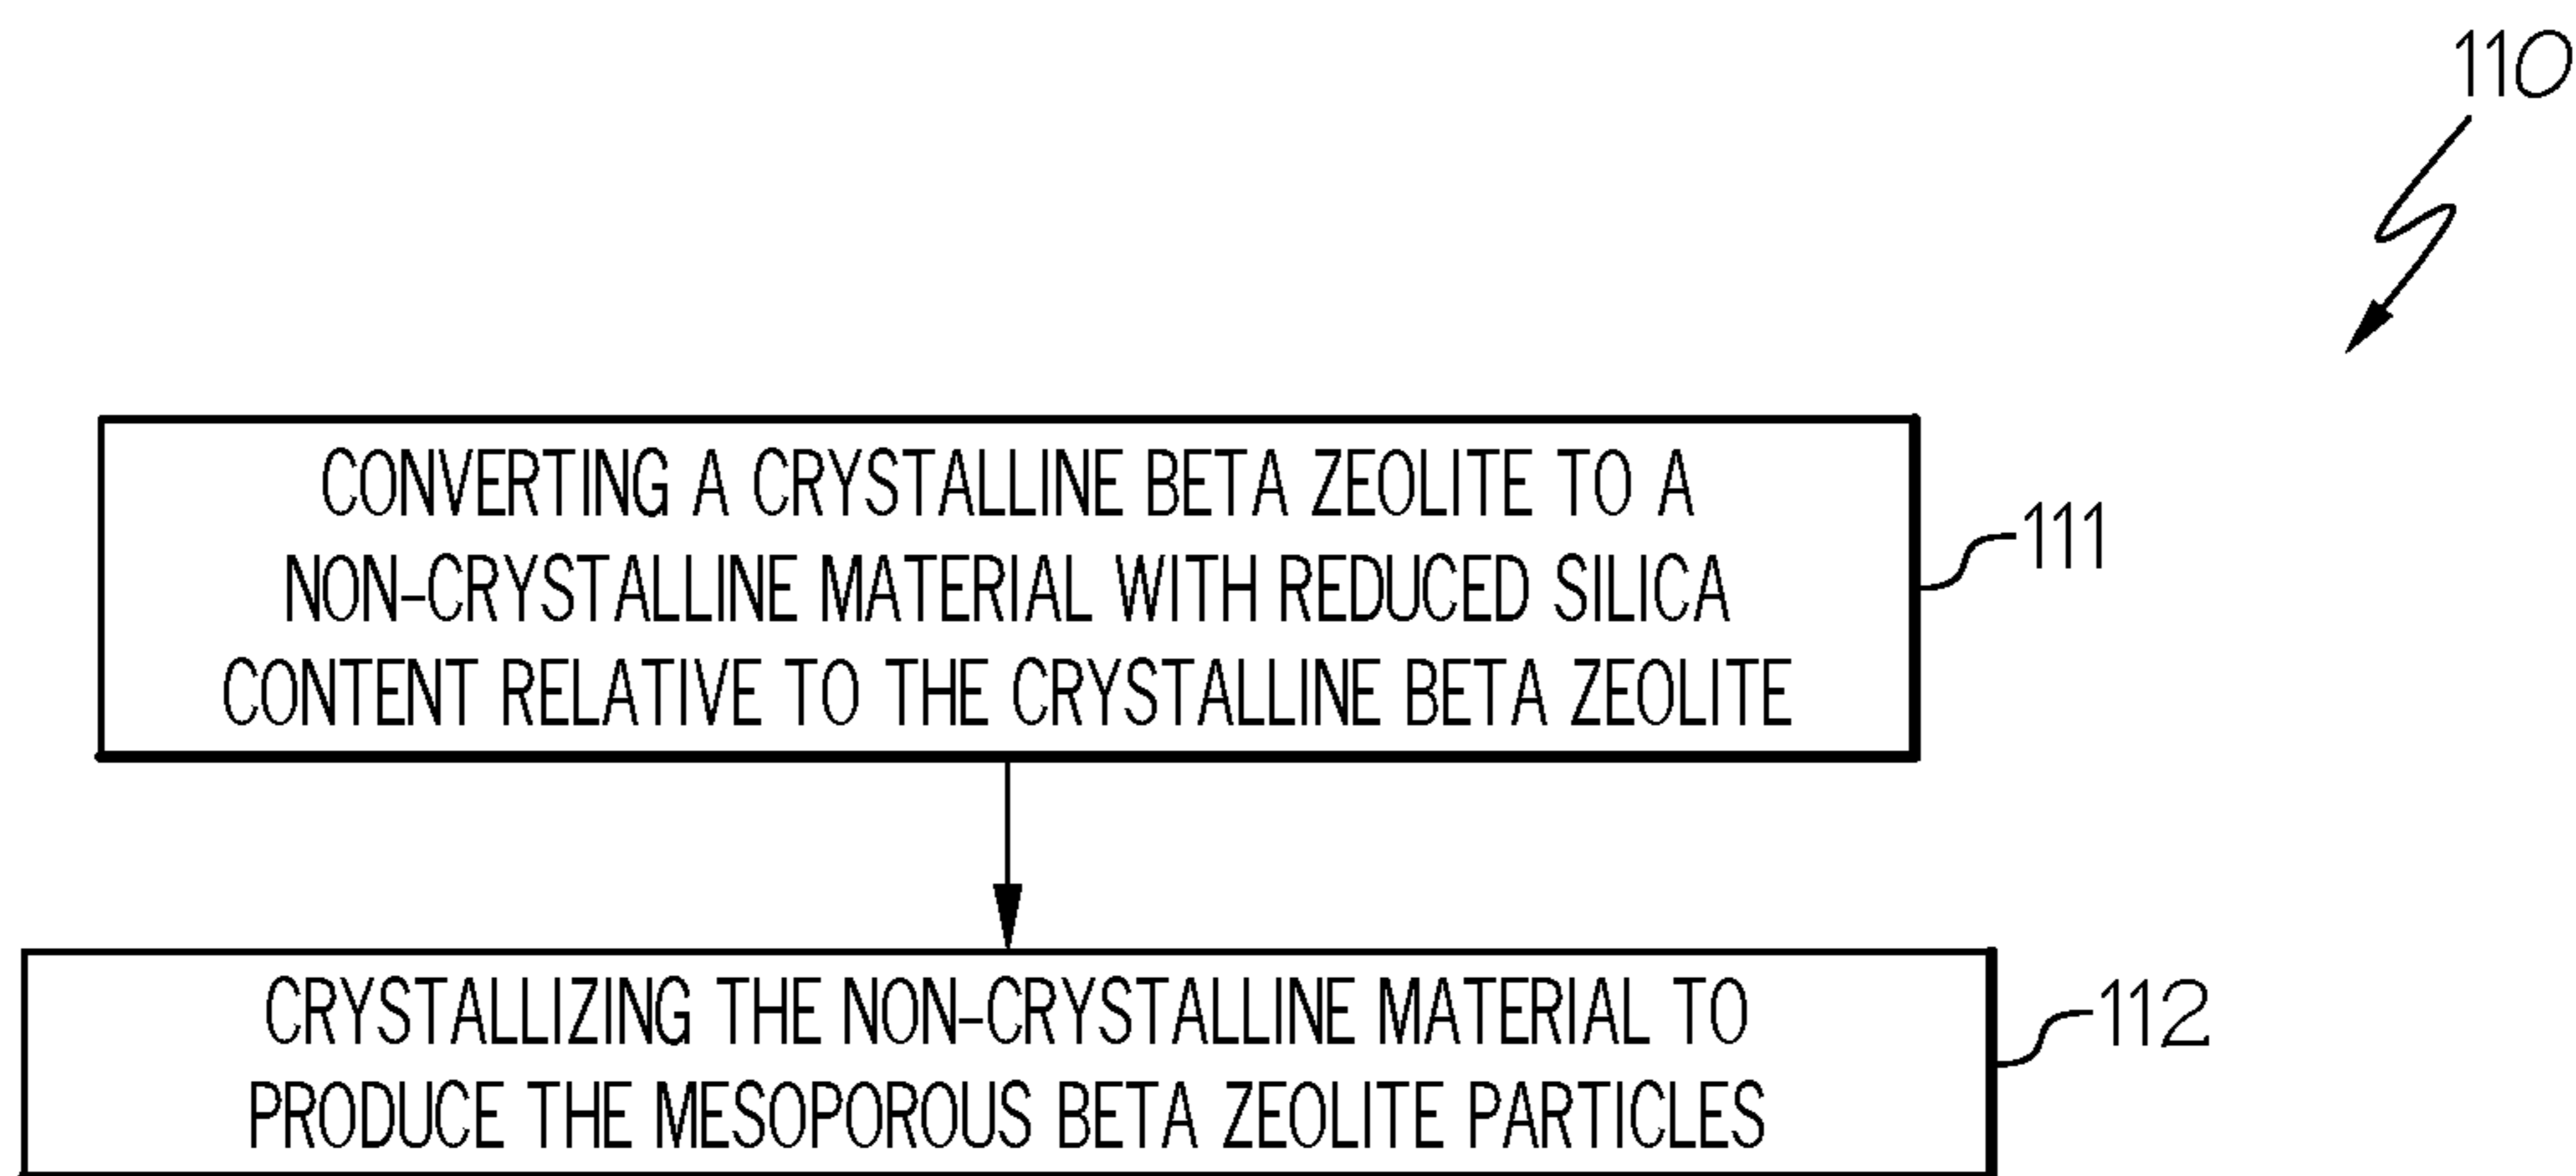 110
CONVERTING A CRYSTALLINE BETA ZEOLITE TO A
NON-CRYSTALLINE MATERIAL WITH REDUCED SILICA
CONTENT RELATIVE TO THE CRYSTALLINE BETA ZEOLITE
111
CRYSTALLIZING THE NON-CRYSTALLINE MATERIAL TO
PRODUCE THE MESOPOROUS BETA ZEOLITE PARTICLES
112